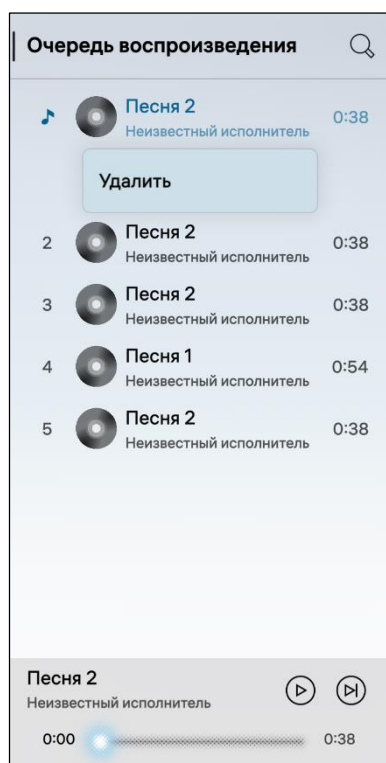 Очередь воспроизведения
Песня 2
Неизвестный исполнитель
0:38
Удалить
2
Песня 2
Неизвестный исполнитель
0:38
3
Песня 2
Неизвестный исполнитель
0:38
4
Песня 1
Неизвестный исполнитель
0:54
5
Песня 2
Неизвестный исполнитель
0:38
Песня 2
Неизвестный исполнитель
0:00
0:38